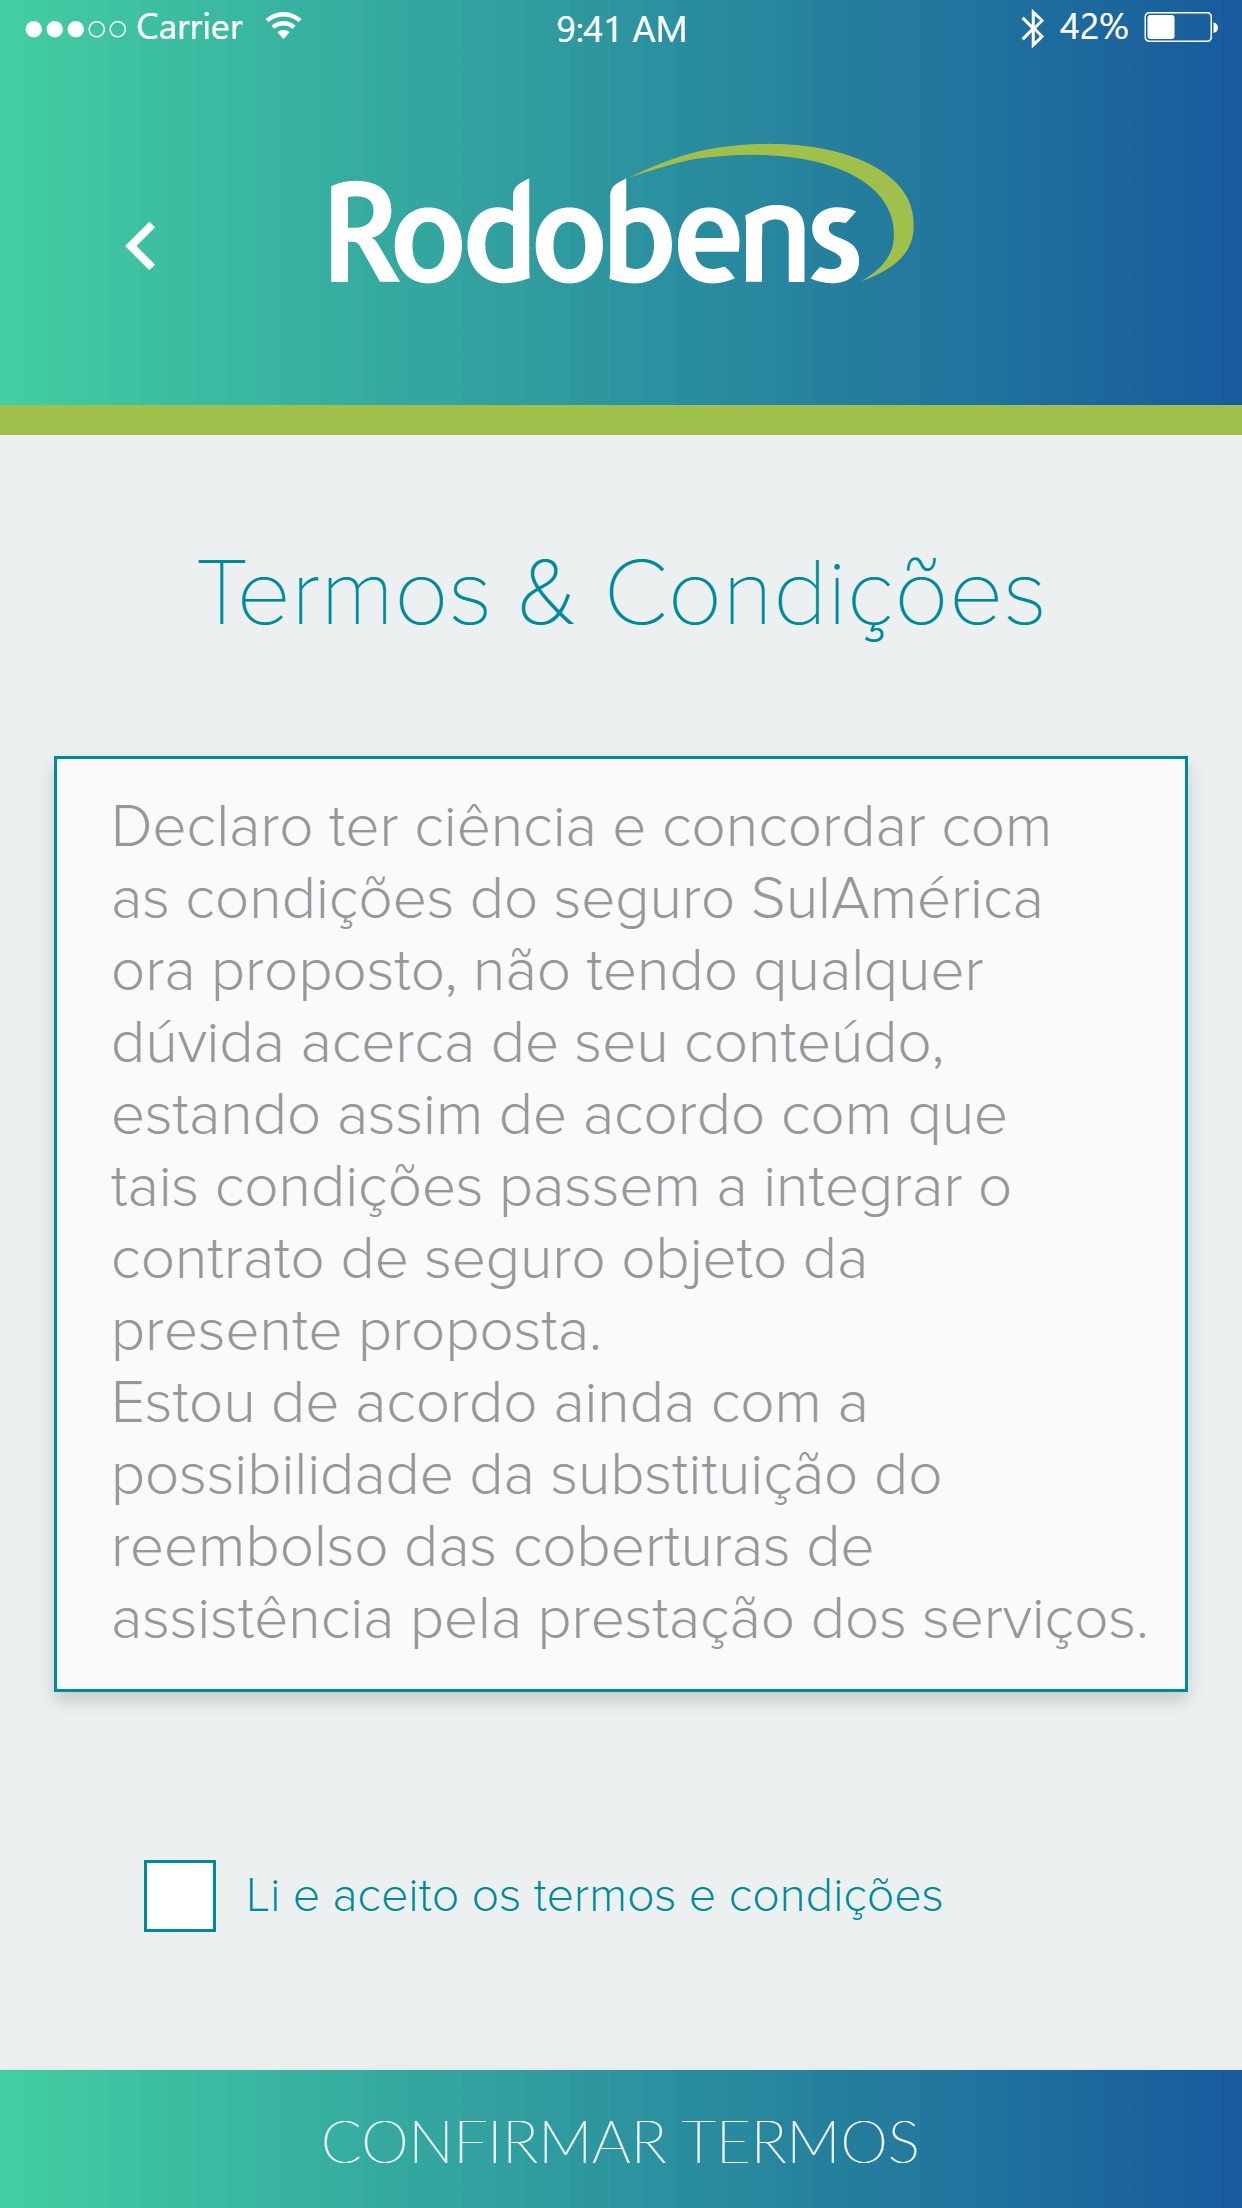 Carrier 9:41 AM 42%
Rodobens
Termos & Condições
Declaro ter ciência e concordar com
as condições do seguro SulAmérica
ora proposto, não tendo qualquer
dúvida acerca de seu conteúdo,
estando assim de acordo com que
tais condições passem a integrar o
contrato de seguro objeto da
presente proposta.
Estou de acordo ainda com a
possibilidade da substituição do
reembolso das coberturas de
assistência pela prestação dos serviços.
Li e aceito os termos e condições
CONFIRMAR TERMOS